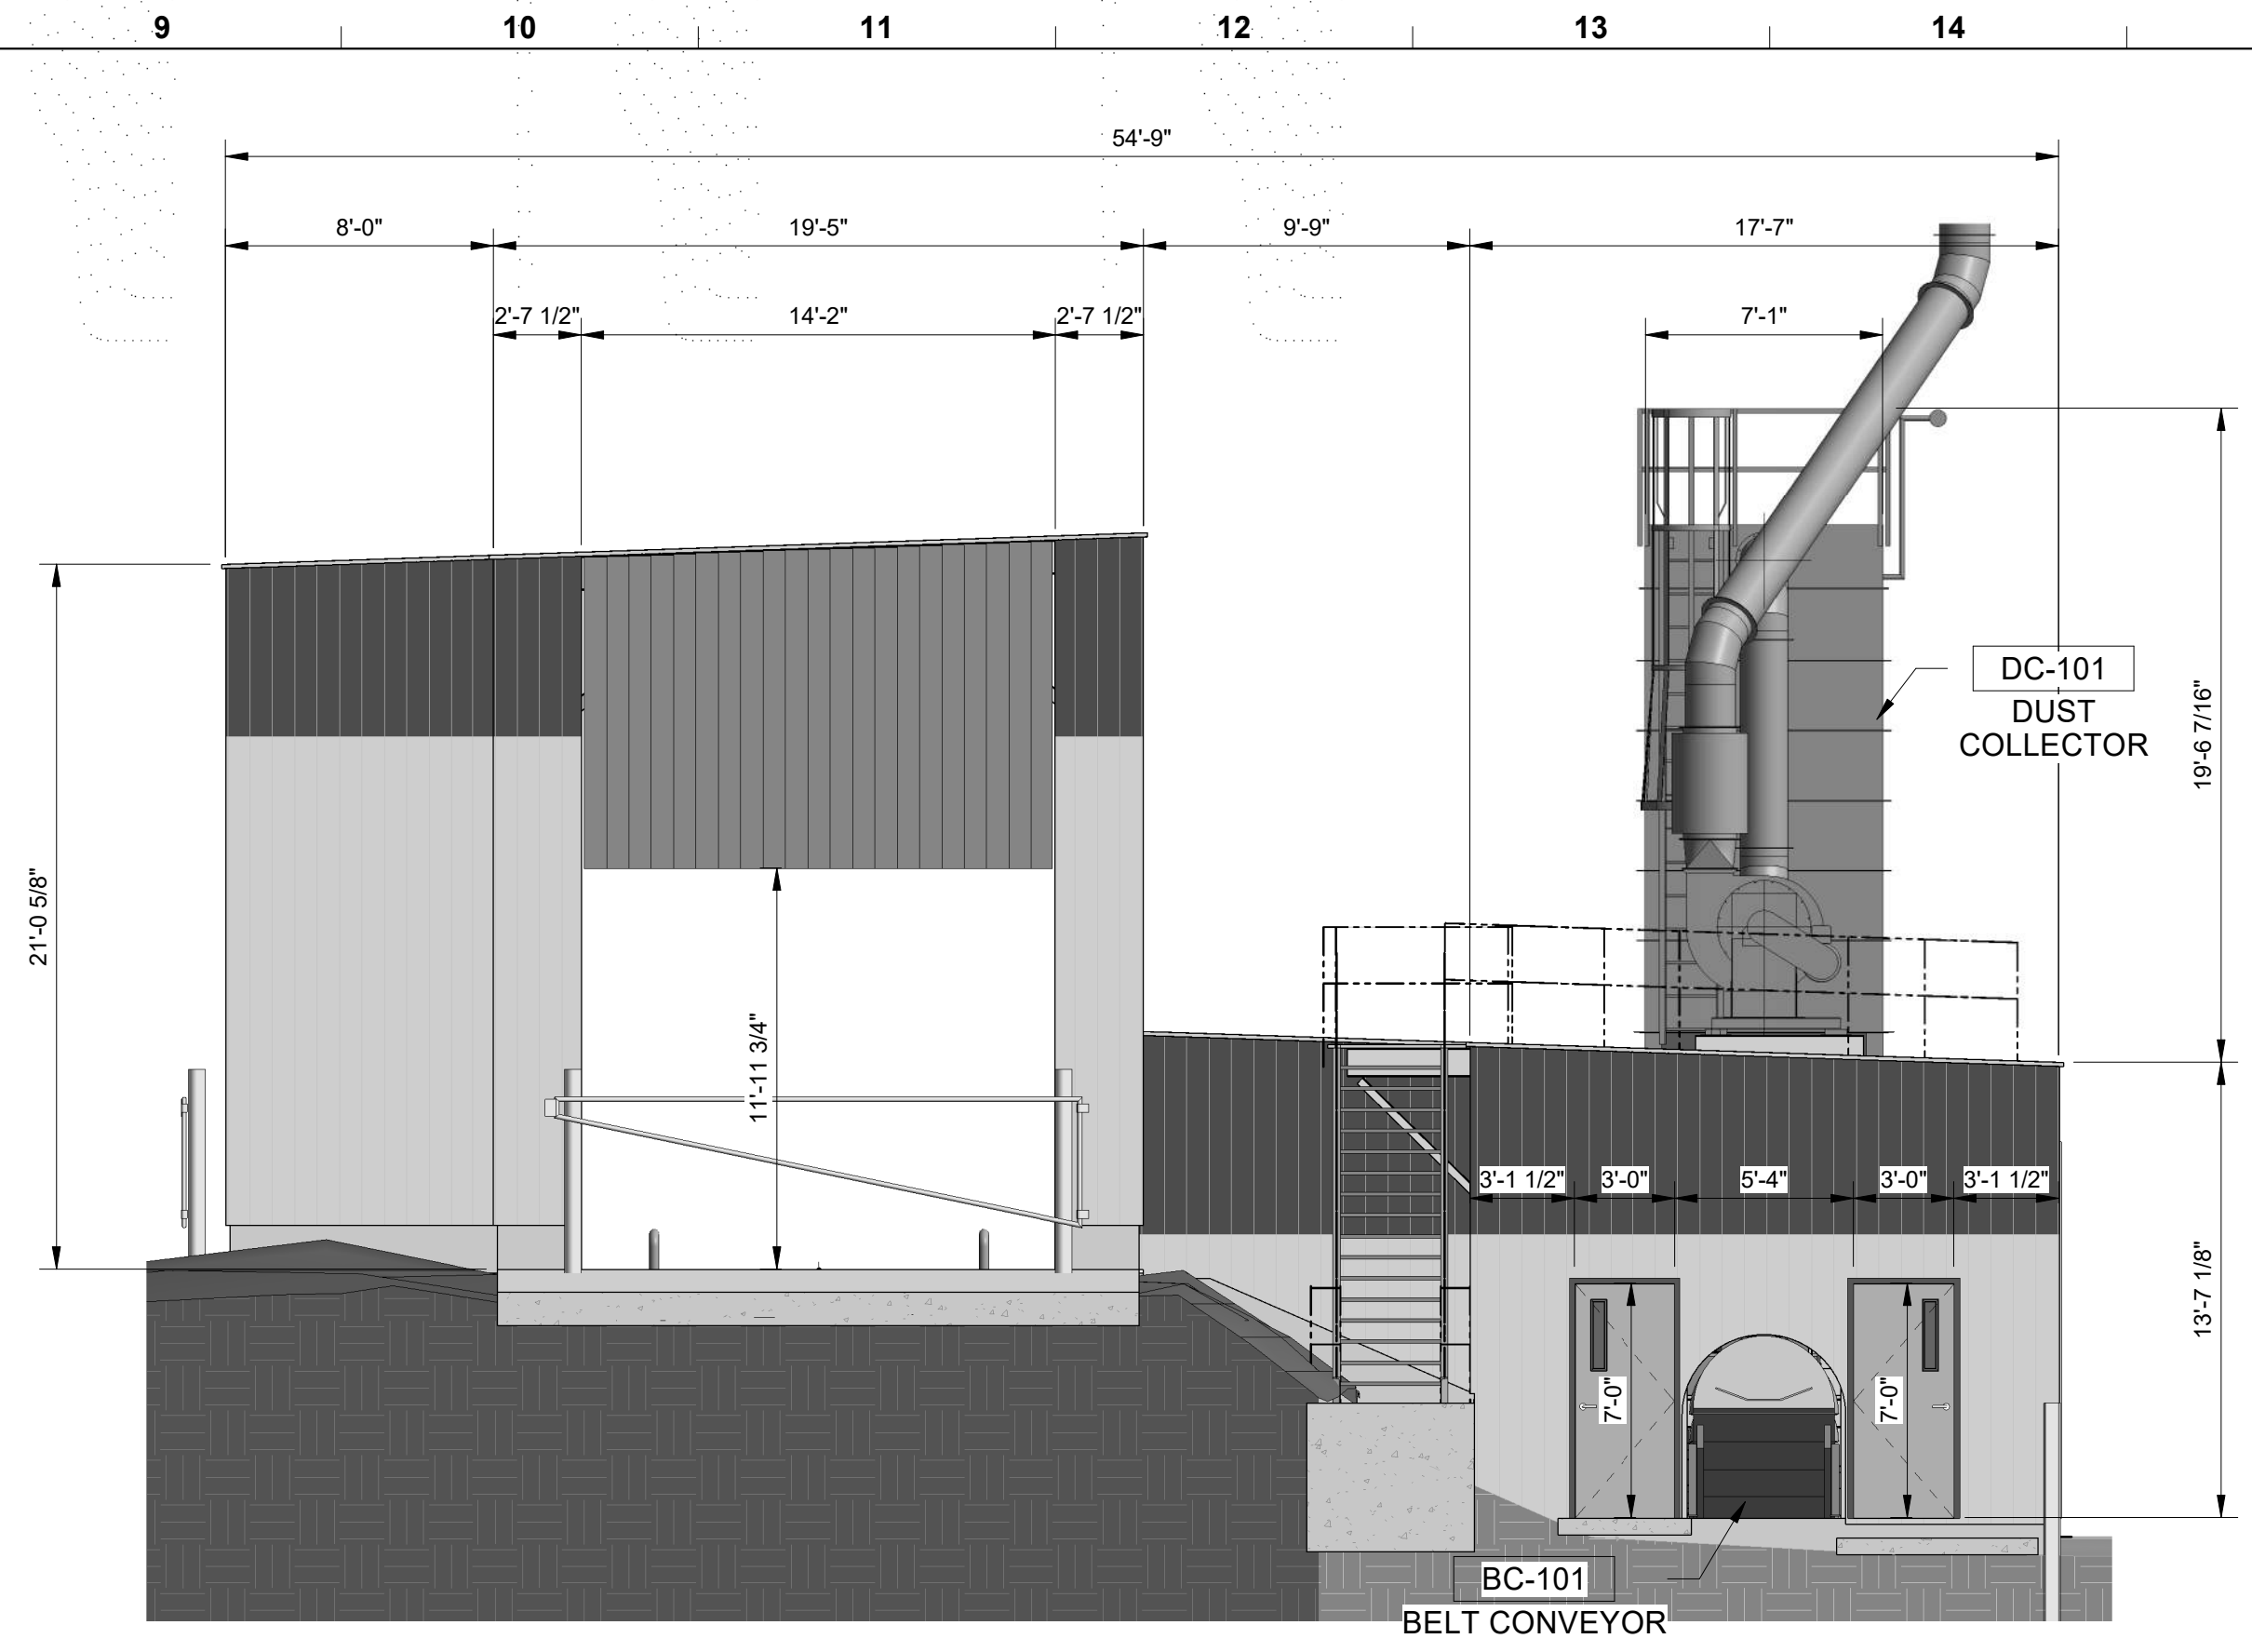 9 10 11 12 13 14
54'-9"
8'-0" 19'-5" 9'-9" 17'-7"
2'-7 1/2" 14'-2" 2'-7 1/2" 7'-1"
DC-101
DUST
COLLECTOR
19'-6 7/16"
21'-0 5/8"
11'-11 3/4"
3'-1 1/2" 3'-0" 5'-4" 3'-0" 3'-1 1/2"
13'-7 1/8"
7'-0" 7'-0"
BC-101
BELT CONVEYOR